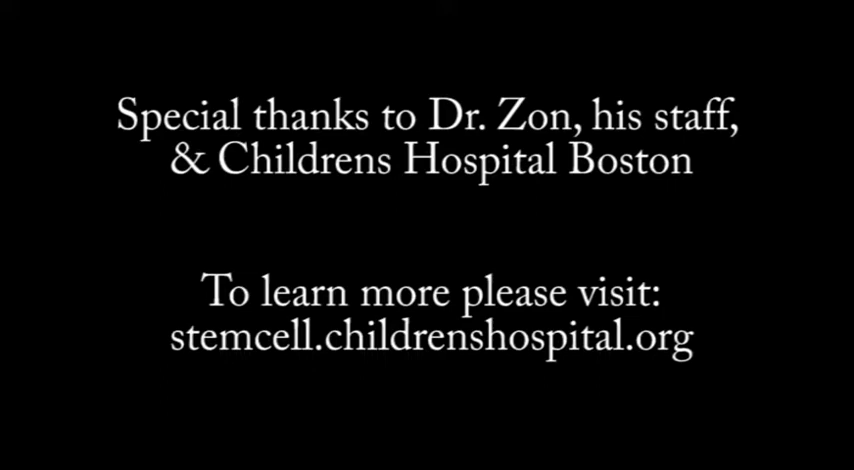 Special thanks to Dr. Zon, his staff,
& Childrens Hospital Boston
To learn more please visit:
stemcell.childrenshospital.org